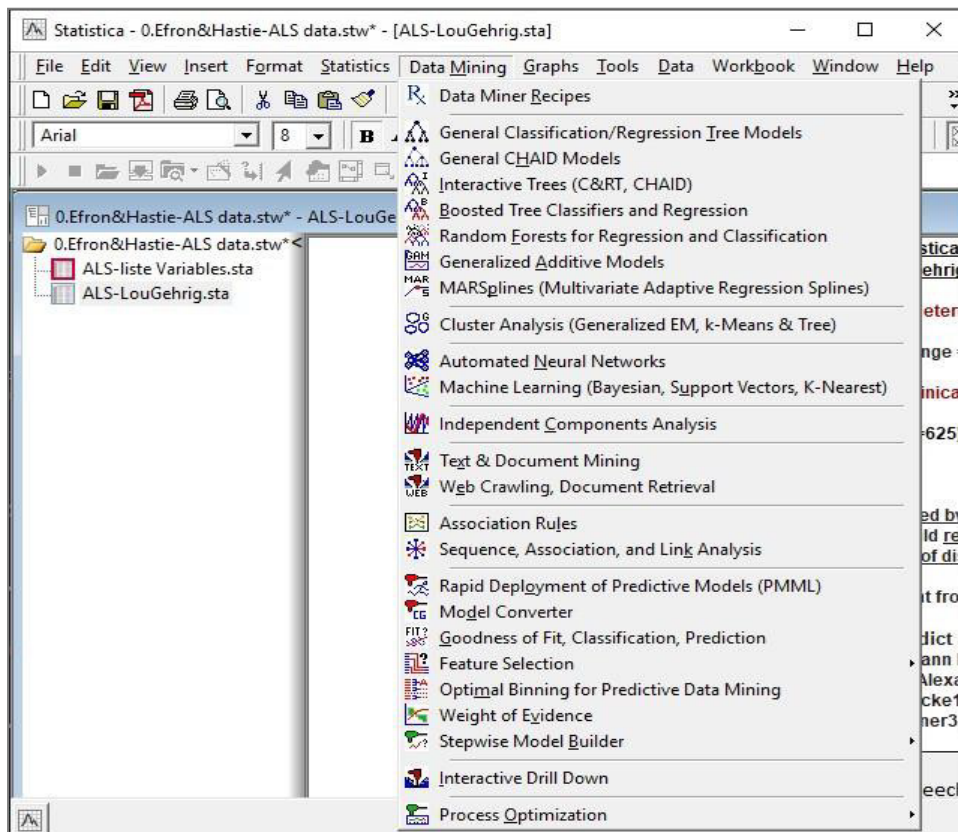 Statistica - 0.Efron&Hastie-ALS data.stw* - [ALS-LouGehrig.sta]
File Edit View Insert Format Statistics Data Mining Graphs Tools Data Workbook Window Help
Arial 8 B
0.Efron&Hastie-ALS data.stw* - ALS-LouGe
0.Efron&Hastie-ALS data.stw*
ALS-liste Variables.sta
ALS-LouGehrig.sta
Data Miner Recipes
General Classification/Regression Tree Models
General CHAID Models
Interactive Trees (C&RT, CHAID)
Boosted Tree Classifiers and Regression
Random Forests for Regression and Classification
Generalized Additive Models
MARSplines (Multivariate Adaptive Regression Splines)
Cluster Analysis (Generalized EM, k-Means & Tree)
Automated Neural Networks
Machine Learning (Bayesian, Support Vectors, K-Nearest)
Independent Components Analysis
Text & Document Mining
Web Crawling, Document Retrieval
Association Rules
Sequence, Association, and Link Analysis
Rapid Deployment of Predictive Models (PMML)
Model Converter
Goodness of Fit, Classification, Prediction
Feature Selection
Optimal Binning for Predictive Data Mining
Weight of Evidence
Stepwise Model Builder
Interactive Drill Down
Process Optimization